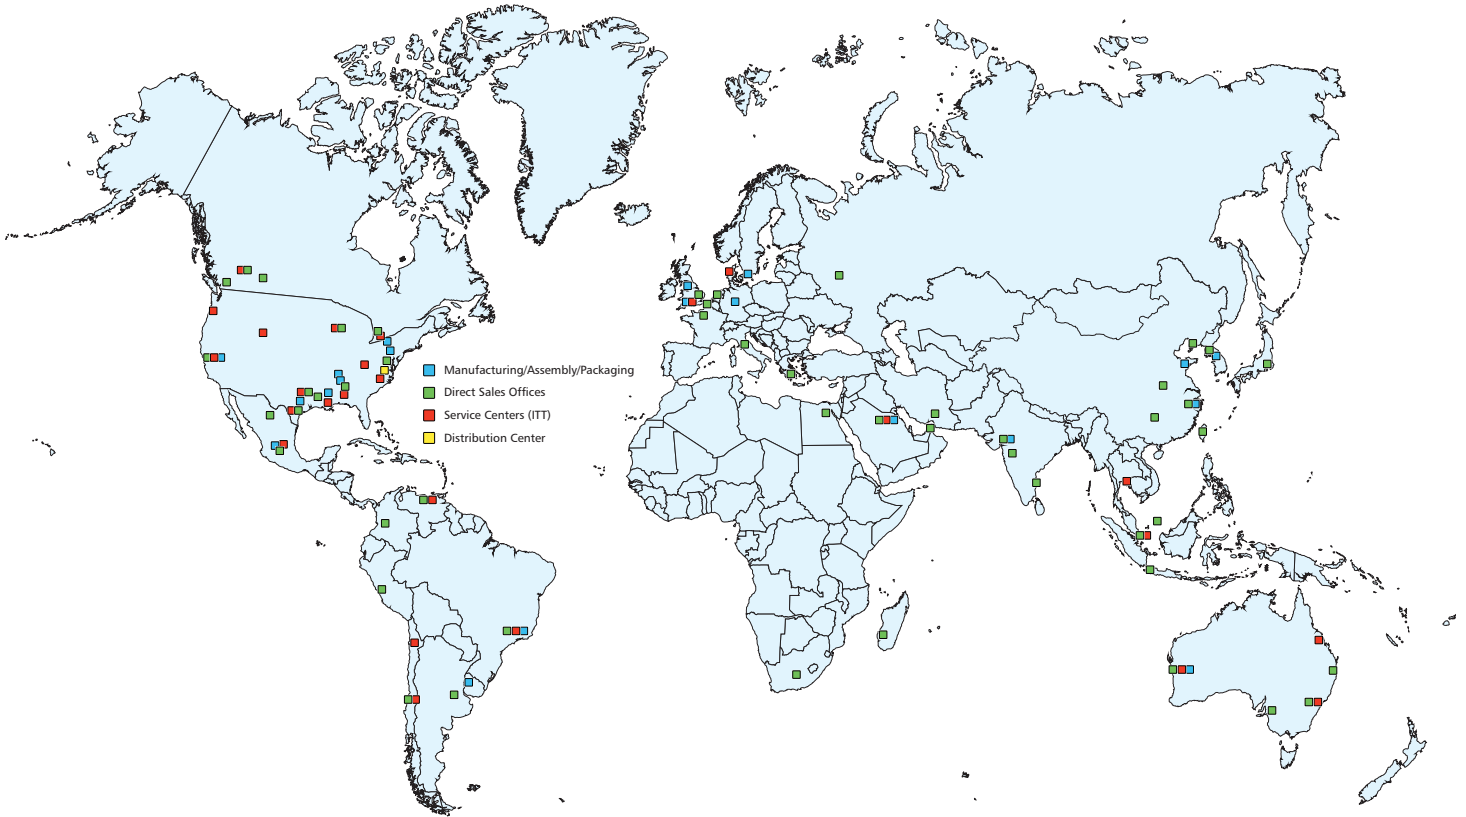 Manufacturing/Assembly/Packaging
Direct Sales Offices
Service Centers (ITT)
Distribution Center